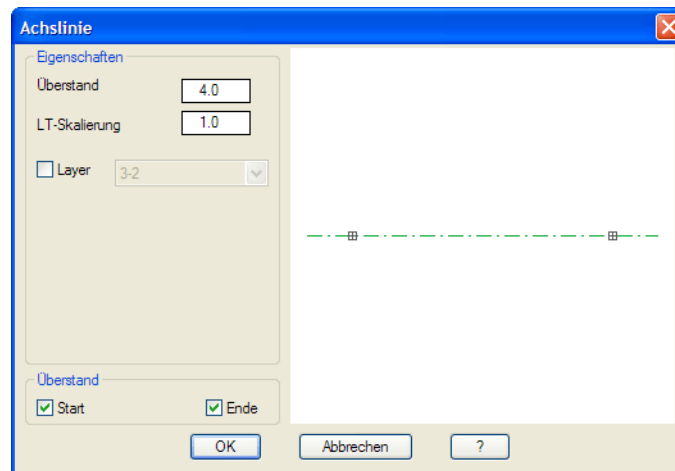 Achslinie
Eigenschaften
Überstand 4.0
LT-Skalierung 1.0
Layer 3-2
Überstand
Start Ende
OK Abbrechen ?